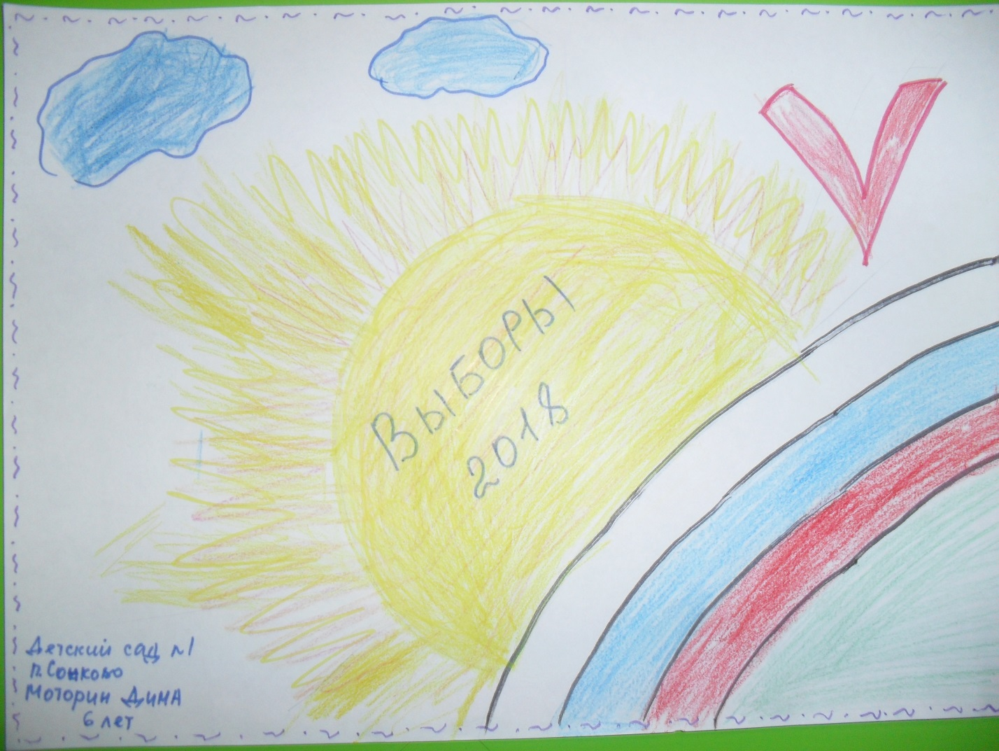 Выборы
2018
Детский сад №1
п. Сонково
Моторин Дима
6 лет